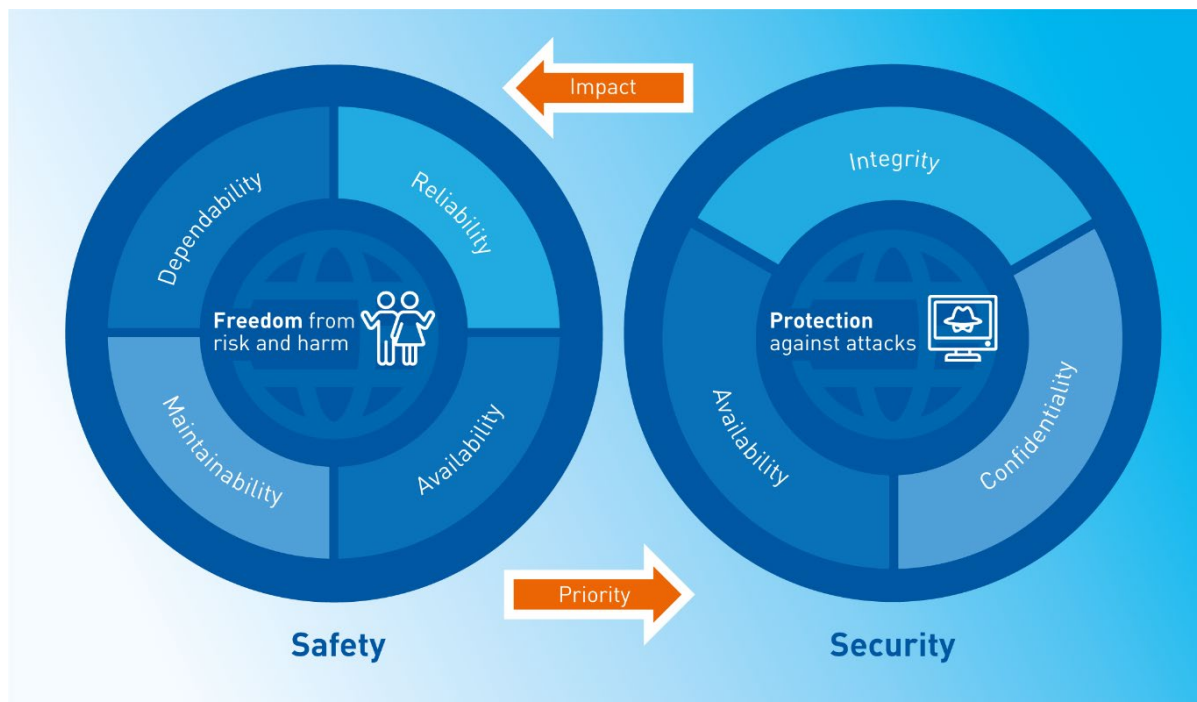 Impact
Dependability
Reliability
Freedom from
risk and harm
Maintainability
Availability
Integrity
Protection
against attacks
Availability
Confidentiality
Priority
Safety
Security